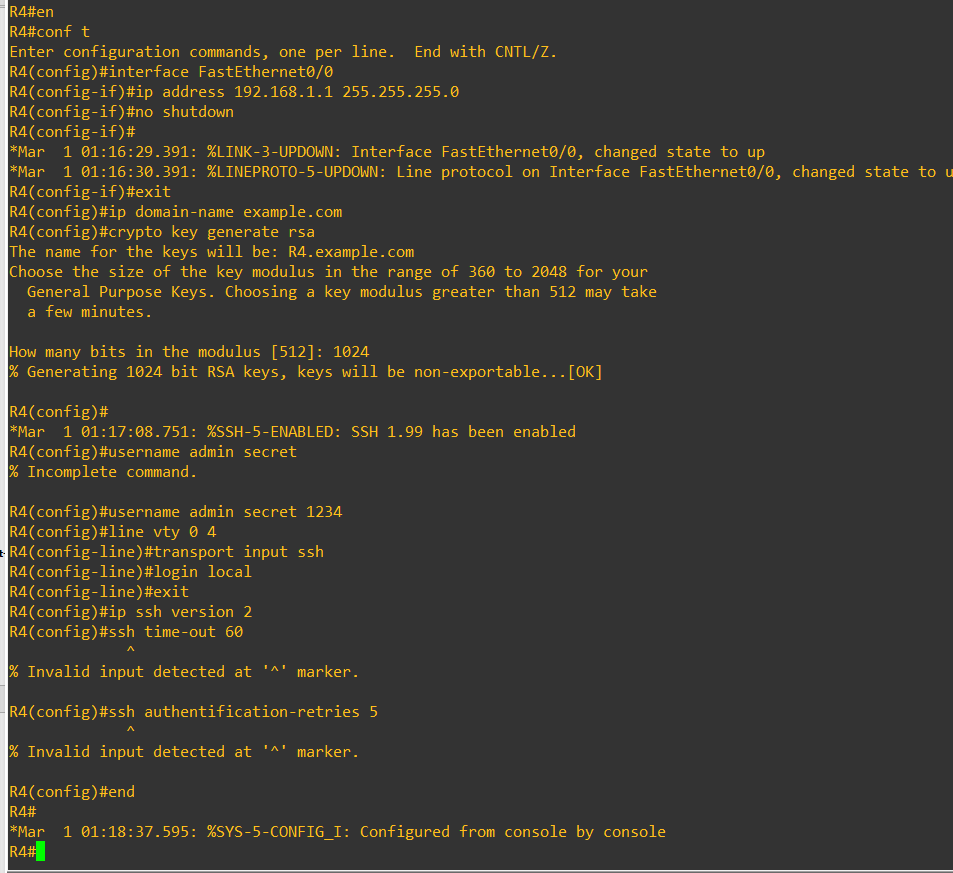 R4#en
R4#conf t
Enter configuration commands, one per line.  End with CNTL/Z.
R4(config)#interface FastEthernet0/0
R4(config-if)#ip address 192.168.1.1 255.255.255.0
R4(config-if)#no shutdown
R4(config-if)#
*Mar  1 01:16:29.391: %LINK-3-UPDOWN: Interface FastEthernet0/0, changed state to up
*Mar  1 01:16:30.391: %LINEPROTO-5-UPDOWN: Line protocol on Interface FastEthernet0/0, changed state to u
R4(config-if)#exit
R4(config)#ip domain-name example.com
R4(config)#crypto key generate rsa
The name for the keys will be: R4.example.com
Choose the size of the key modulus in the range of 360 to 2048 for your
  General Purpose Keys. Choosing a key modulus greater than 512 may take
  a few minutes.

How many bits in the modulus [512]: 1024
% Generating 1024 bit RSA keys, keys will be non-exportable...[OK]

R4(config)#
*Mar  1 01:17:08.751: %SSH-5-ENABLED: SSH 1.99 has been enabled
R4(config)#username admin secret
% Incomplete command.

R4(config)#username admin secret 1234
R4(config)#line vty 0 4
R4(config-line)#transport input ssh
R4(config-line)#login local
R4(config-line)#exit
R4(config)#ip ssh version 2
R4(config)#ssh time-out 60
             ^
% Invalid input detected at '^' marker.

R4(config)#ssh authentification-retries 5
             ^
% Invalid input detected at '^' marker.

R4(config)#end
R4#
*Mar  1 01:18:37.595: %SYS-5-CONFIG_I: Configured from console by console
R4#